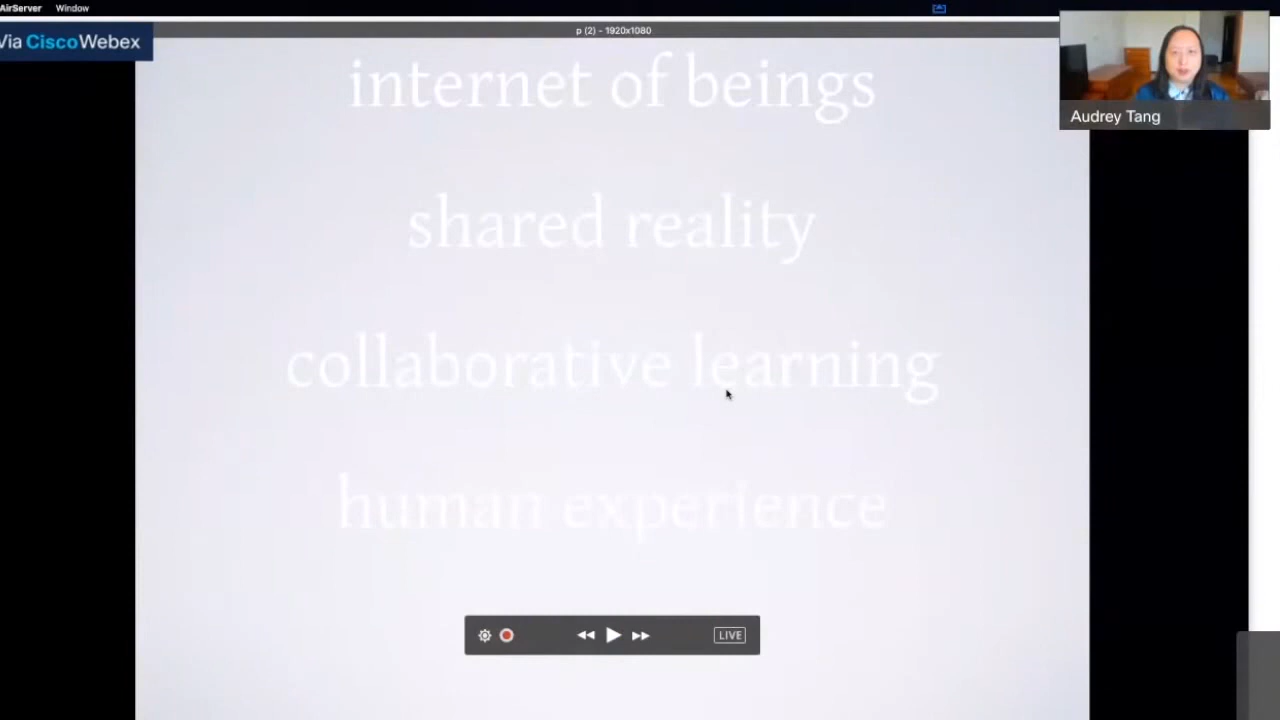 AirServer Window
Via CiscoWebex
p (2) - 1920x1080
Audrey Tang
internet of beings
shared reality
collaborative learning
human experience
LIVE